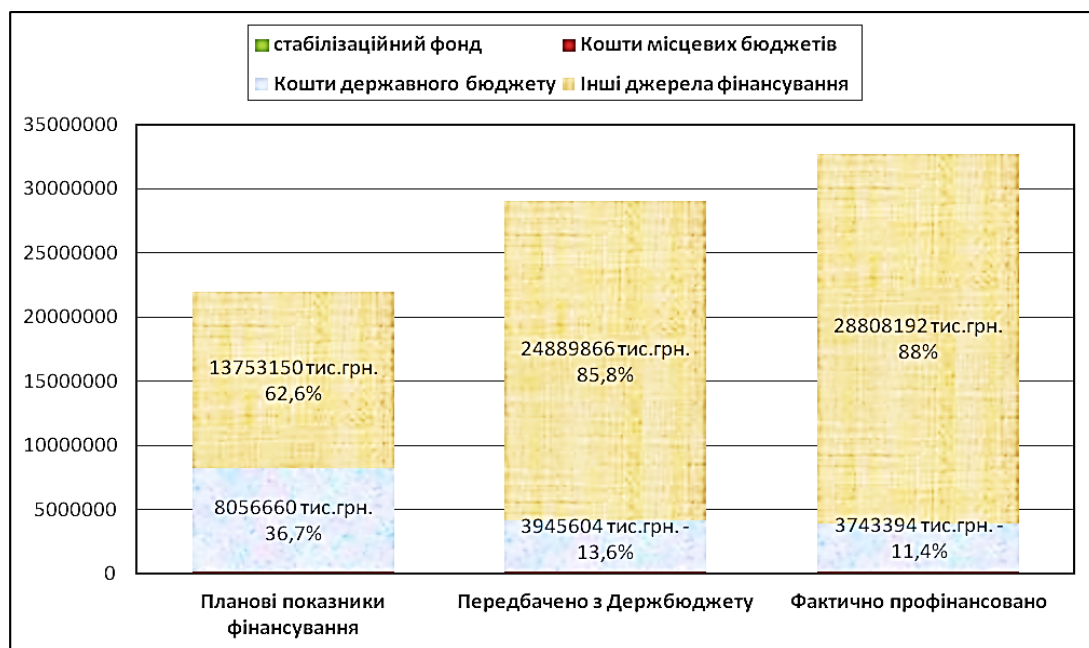 стабілізаційний фонд
Кошти місцевих бюджетів
Кошти державного бюджету
Інші джерела фінансування
35000000
30000000
25000000
20000000
15000000
10000000
5000000
0
13753150 тис.грн.
62,6%
8056660 тис.грн.
36,7%
24889866 тис.грн.
85,8%
3945604 тис.грн. -
13,6%
28808192 тис.грн.
88%
3743394 тис.грн. -
11,4%
Планові показники
фінансування
Передбачено з Держбюджету
Фактично профінансовано